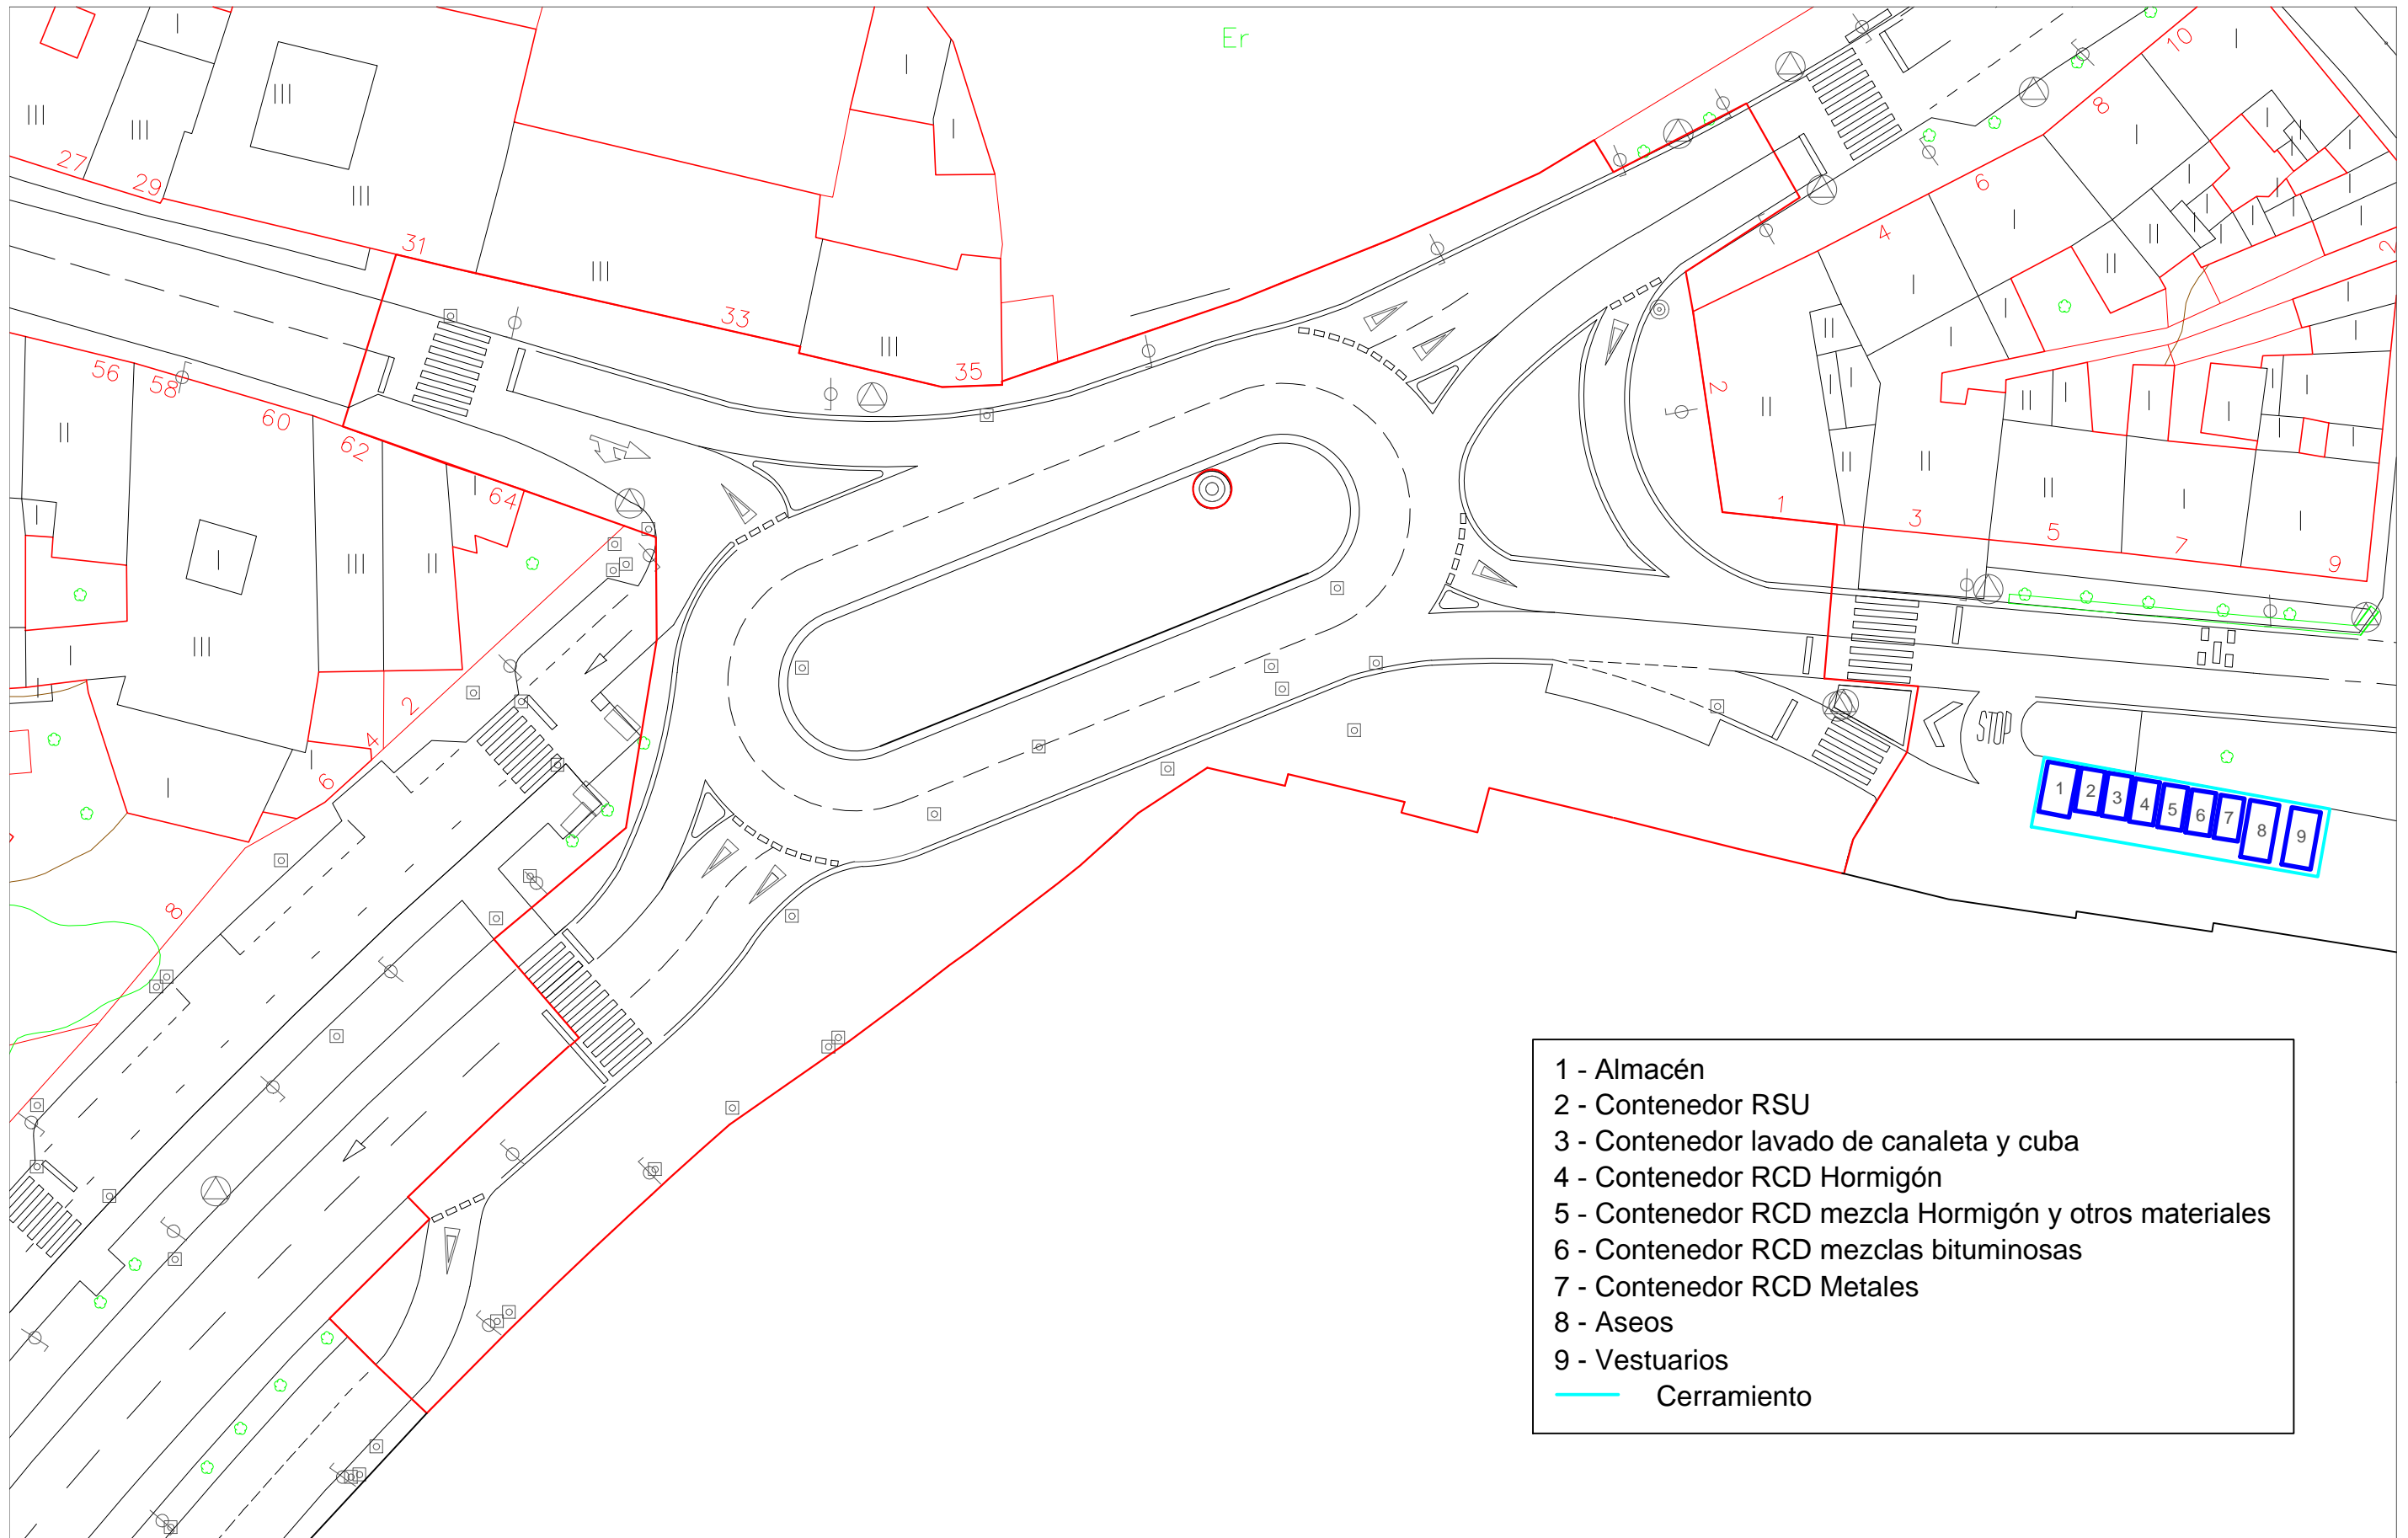 Er
10
8
6
4
2
2
27
29
31
33
35
56
58
60
62
64
1
3
5
7
9
2
4
6
8
STOP
1
2
3
4
5
6
7
8
9
1 - Almacén
2 - Contenedor RSU
3 - Contenedor lavado de canaleta y cuba
4 - Contenedor RCD Hormigón
5 - Contenedor RCD mezcla Hormigón y otros materiales
6 - Contenedor RCD mezclas bituminosas
7 - Contenedor RCD Metales
8 - Aseos
9 - Vestuarios
Cerramiento